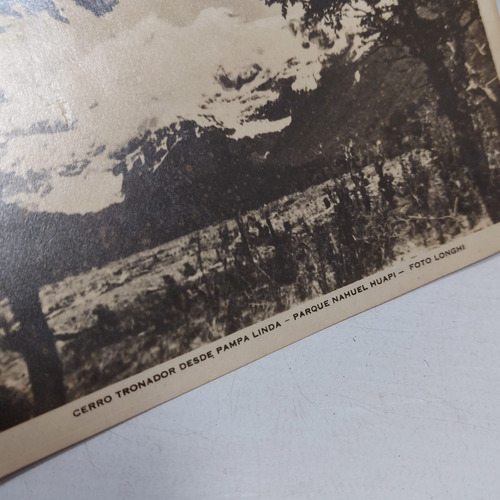 CERRO TRONADOR DESDE PAMPA LINDA – PARQUE NAHUEL HUAPI – FOTO LONGHI